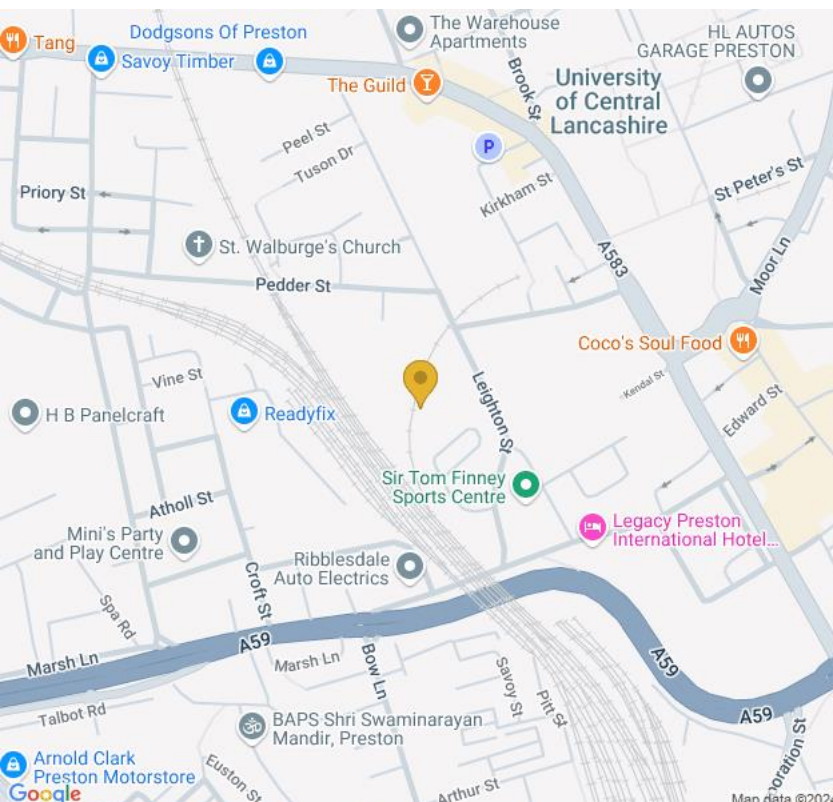 The Warehouse
Apartments
Dodgsons Of Preston
HL AUTOS
GARAGE PRESTON
Tang
Savoy Timber
The Guild
Brook St
University
of Central
Lancashire
Peel St
P
Tuson Dr
St Peter's St
Kirkham St
Priory St
St. Walburge's Church
A583
Moor Ln
Pedder St
Coco's Soul Food
Vine St
Leighton St
Kendal St
Edward St
H B Panelcraft
Readyfix
Sir Tom Finney
Sports Centre
Atholl St
Legacy Preston
International Hotel...
Mini's Party
and Play Centre
Ribblesdale
Auto Electrics
Croft St
Spa Rd
A59
Marsh Ln
Marsh Ln
Bow Ln
A59
Savoy St
Pitt St
Talbot Rd
A59
BAPS Shri Swaminarayan
Mandir, Preston
Arnold Clark
Preston Motorstore
Euston St
Arthur St
poration St
Google
Map data ©2024